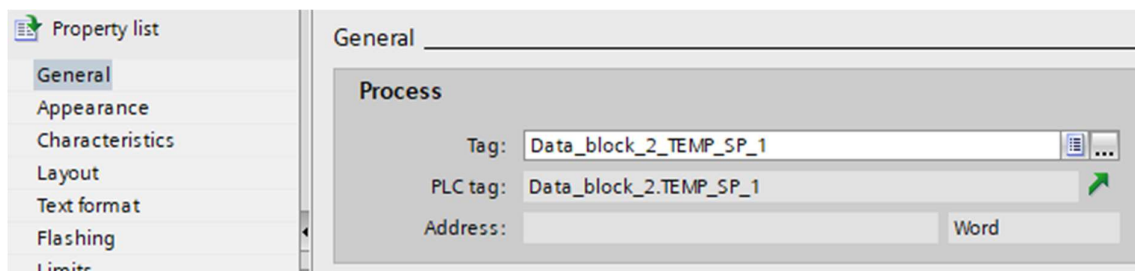 Property list
General
Appearance
Characteristics
Layout
Text format
Flashing
Limits
General
Process
Tag: Data_block_2_TEMP_SP_1
PLC tag: Data_block_2.TEMP_SP_1
Address: Word